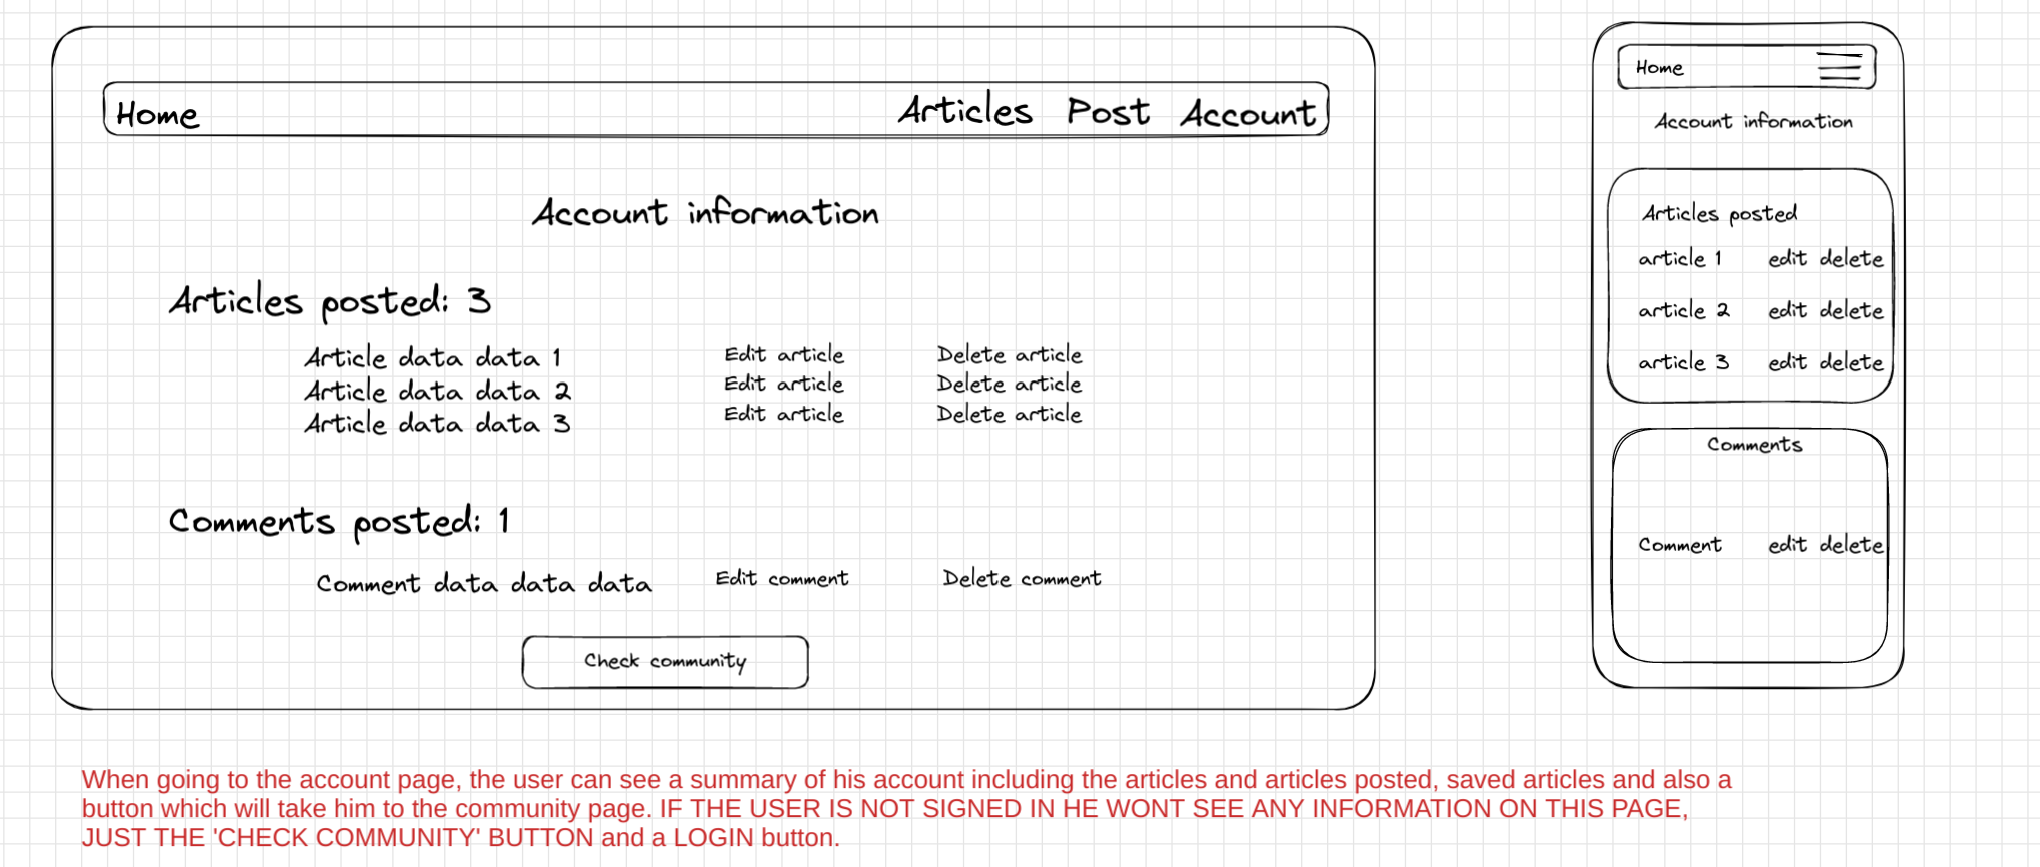 Home Articles Post Account
Account information
Articles posted: 3
Article data data 1 Edit article Delete article
Article data data 2 Edit article Delete article
Article data data 3 Edit article Delete article
Comments posted: 1
Comment data data data Edit comment Delete comment
Check community
Home
Account information
Articles posted
article 1 edit delete
article 2 edit delete
article 3 edit delete
Comments
Comment edit delete
When going to the account page, the user can see a summary of his account including the articles and articles posted, saved articles and also a
button which will take him to the community page. IF THE USER IS NOT SIGNED IN HE WONT SEE ANY INFORMATION ON THIS PAGE,
JUST THE 'CHECK COMMUNITY' BUTTON and a LOGIN button.